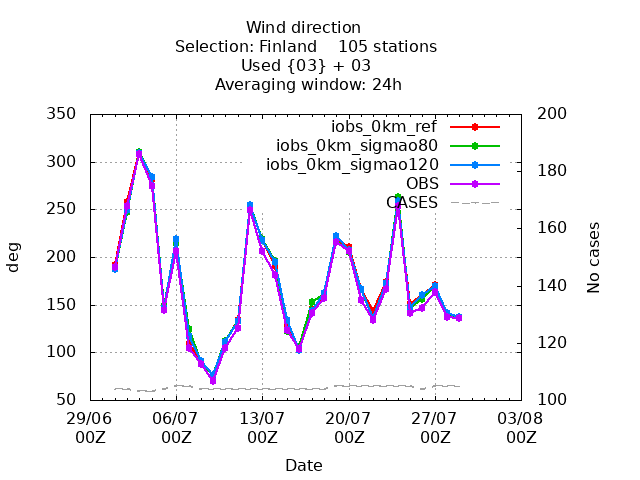 Wind direction
Selection: Finland 105 stations
Used {03} + 03
Averaging window: 24h
350 200
iobs_0km_ref
iobs_0km_sigmao80
300
iobs_0km_sigmao120
180
OBS
CASES
250
160
200
deg
No cases
140
150
120
100
50 100
29/06 06/07 13/07 20/07 27/07 03/08
00Z 00Z 00Z 00Z 00Z 00Z
Date